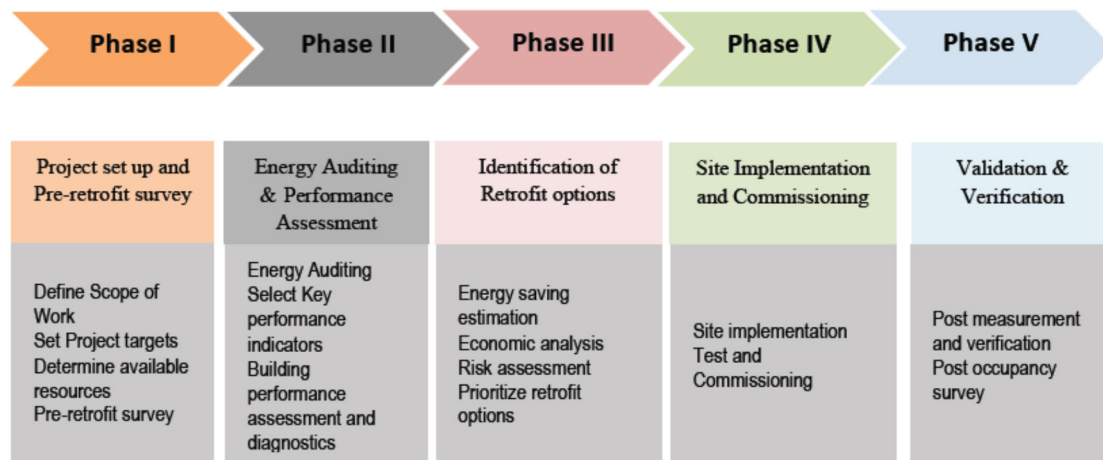 Phase I
Phase II
Phase III
Phase IV
Phase V
Project set up and
Pre-retrofit survey
Energy Auditing
& Performance
Assessment
Identification of
Retrofit options
Site Implementation
and Commissioning
Validation &
Verification
Define Scope of
Work
Set Project targets
Determine available
resources
Pre-retrofit survey
Energy Auditing
Select Key
performance
indicators
Building
performance
assessment and
diagnostics
Energy saving
estimation
Economic analysis
Risk assessment
Prioritize retrofit
options
Site implementation
Test and
Commissioning
Post measurement
and verification
Post occupancy
survey